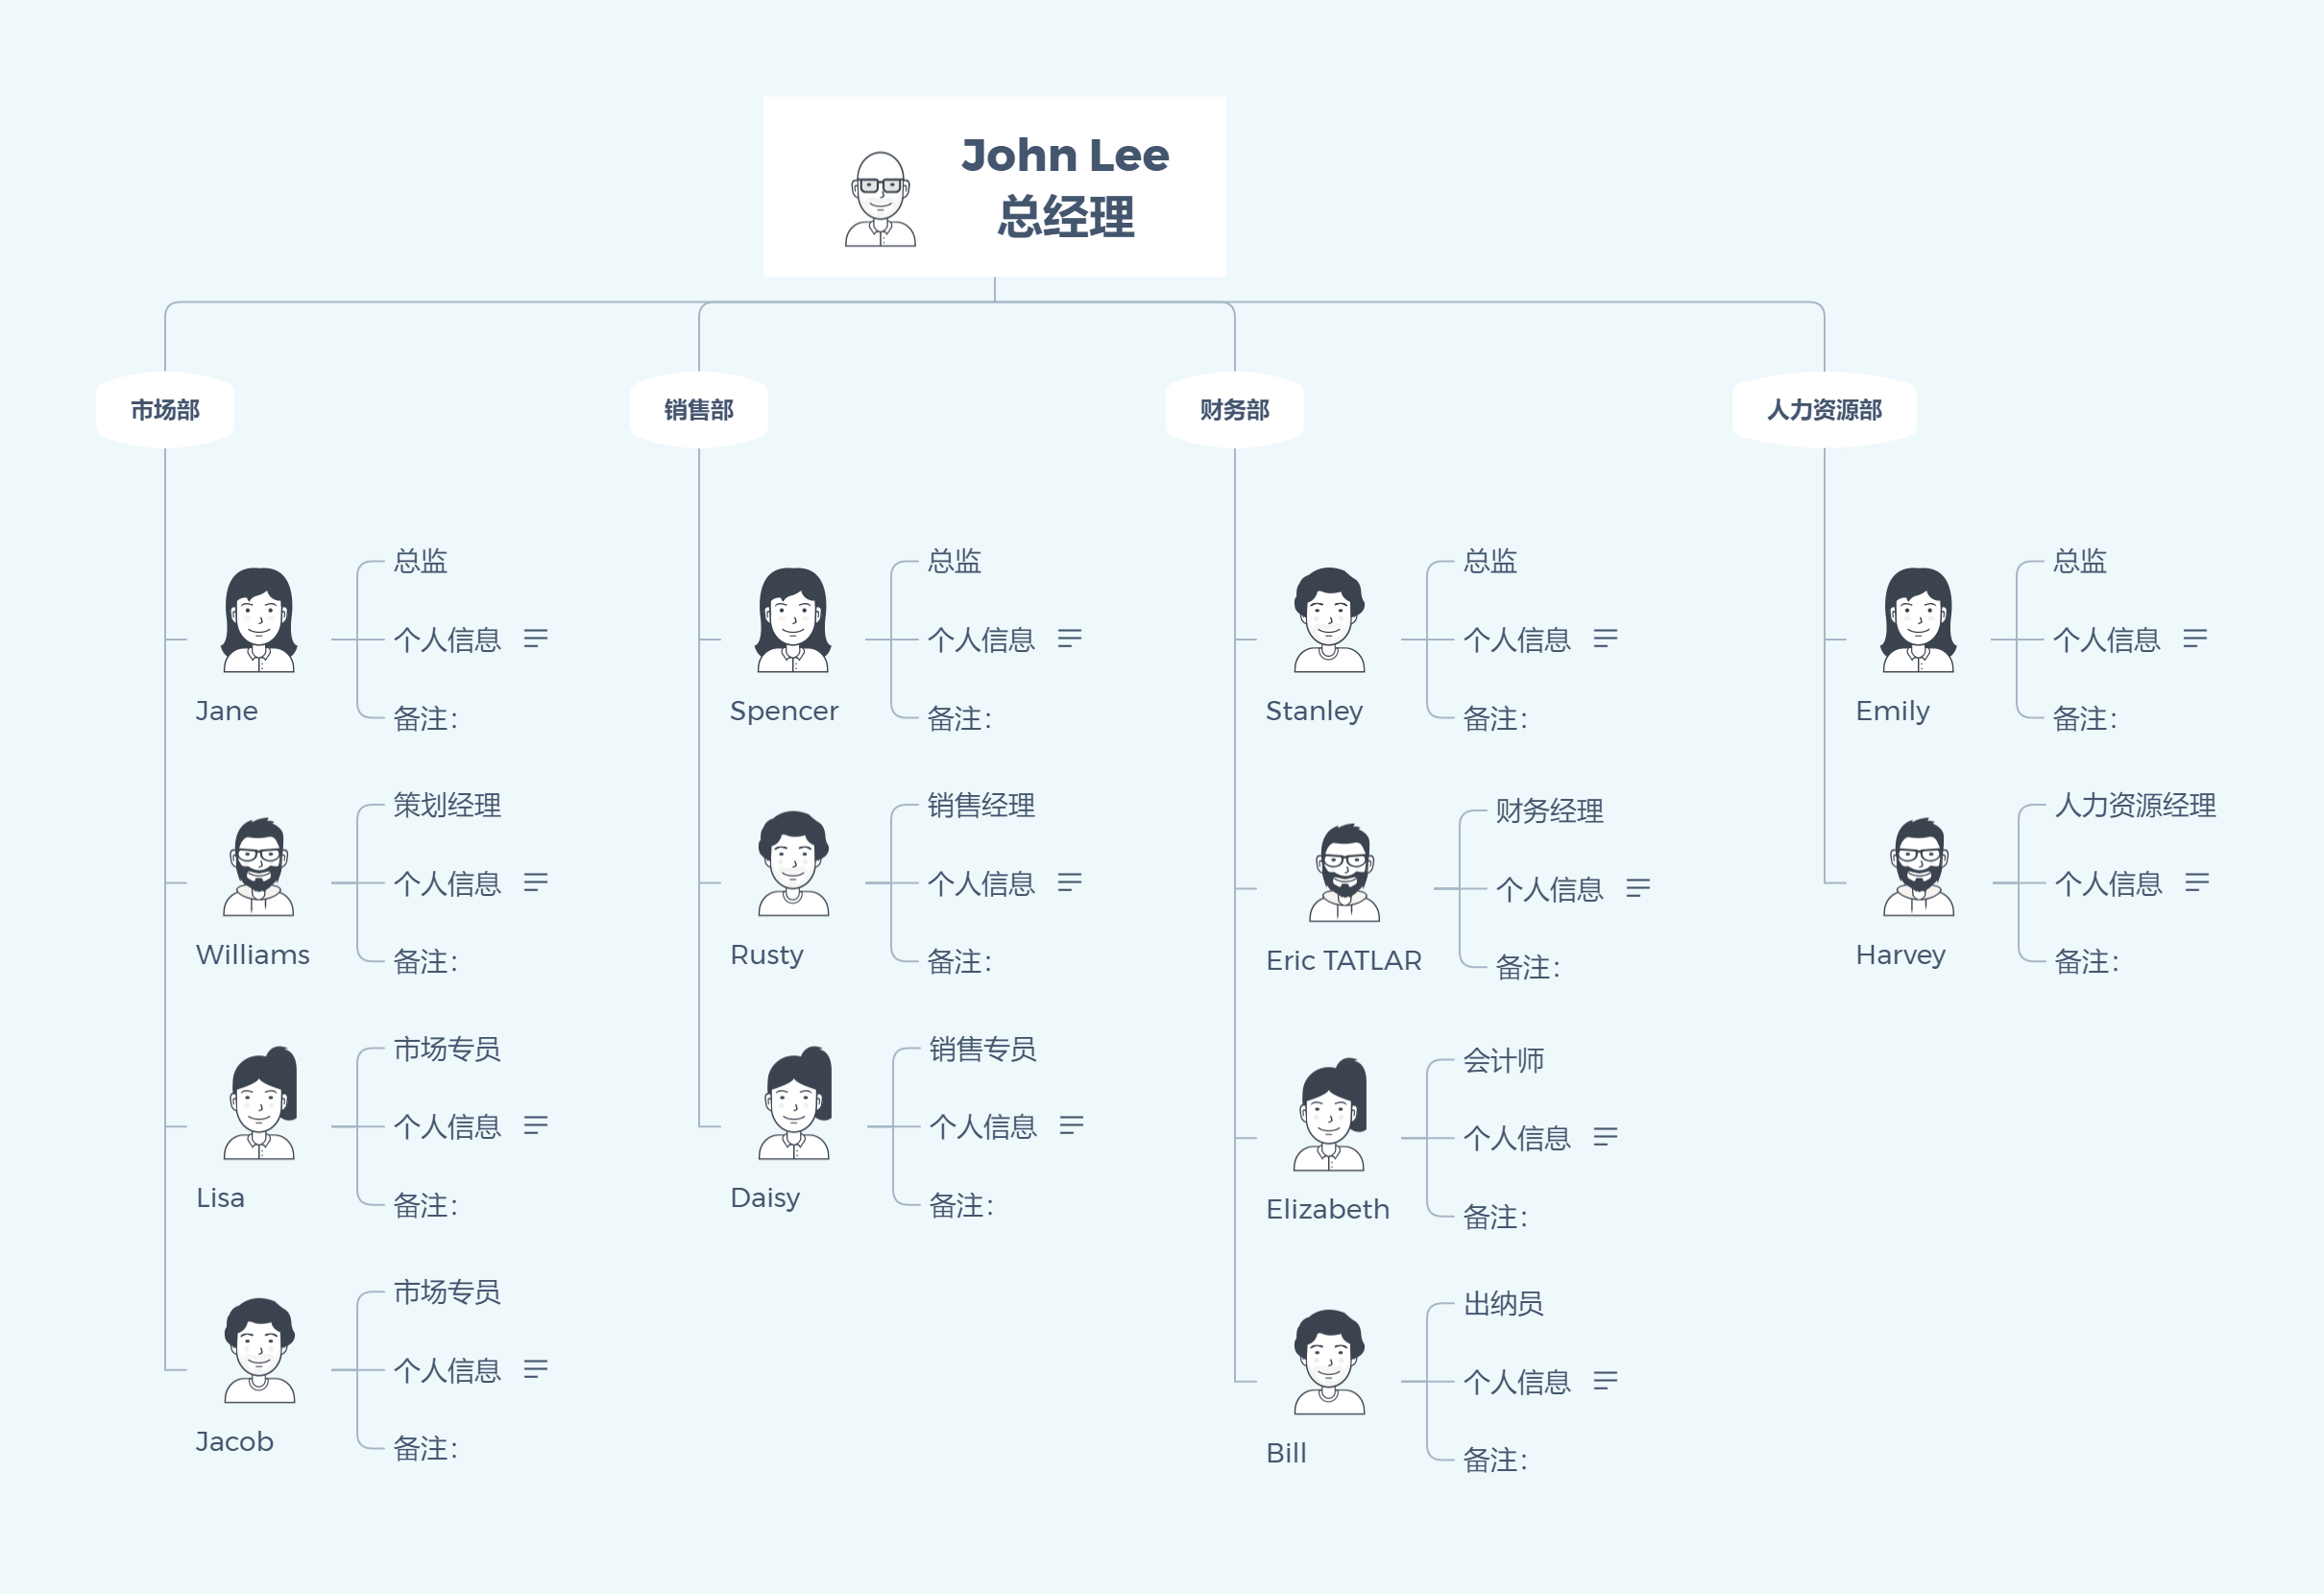 John Lee
总经理
市场部
总监
个人信息
备注：
Jane
策划经理
个人信息
备注：
Williams
市场专员
个人信息
备注：
Lisa
市场专员
个人信息
备注：
Jacob
销售部
总监
个人信息
备注：
Spencer
销售经理
个人信息
备注：
Rusty
销售专员
个人信息
备注：
Daisy
财务部
总监
个人信息
备注：
Stanley
财务经理
个人信息
备注：
Eric TATLAR
会计师
个人信息
备注：
Elizabeth
出纳员
个人信息
备注：
Bill
人力资源部
总监
个人信息
备注：
Emily
人力资源经理
个人信息
备注：
Harvey